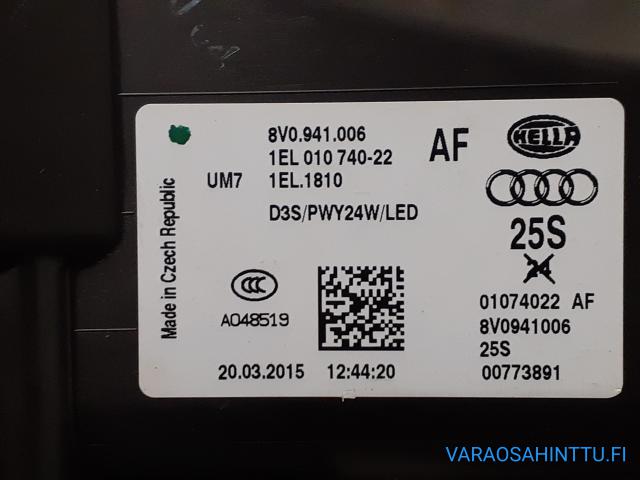 8V0.941.006
AF
HELLA
1EL 010 740-22
UM7
1EL.1810
D3S/PWY24W/LED
25S
24
Made in Czech Republic
CCC
A048519
01074022 AF
8V0941006
25S
00773891
20.03.2015 12:44:20
VARAOSAHINTTU.FI